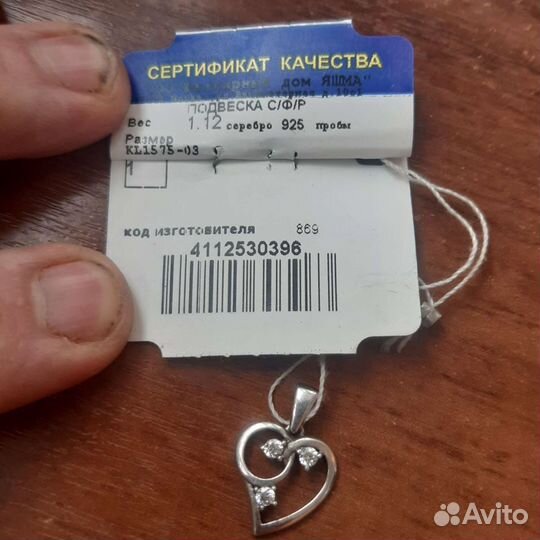 СЕРТИФИКАТ КАЧЕСТВА
ДОМ ЯШМА"
ПОДВЕСКА С/Ф/Р
Вес 1.12 серебро 925 пробы
Размер
KL1575-03
код изготовителя 869
4112530396
Avito